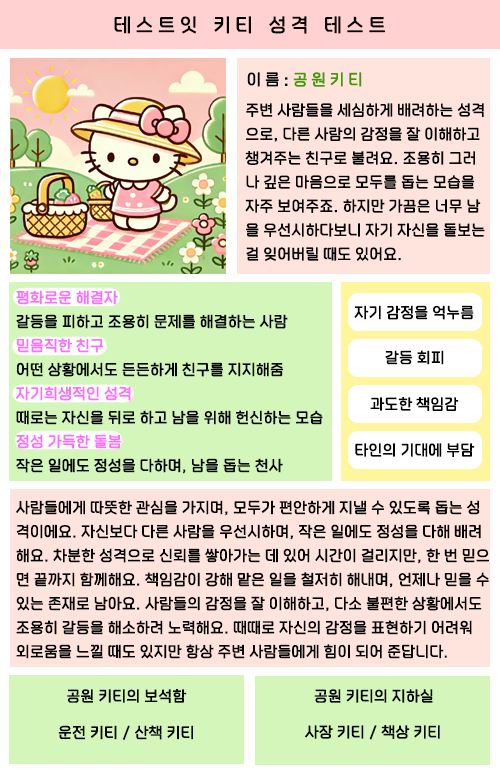 테스트잇 키티 성격 테스트
이름 : 공원키티
주변 사람들을 세심하게 배려하는 성격
으로, 다른 사람의 감정을 잘 이해하고
챙겨주는 친구로 불려요. 조용히 그러
나 깊은 마음으로 모두를 돕는 모습을
자주 보여주죠. 하지만 가끔은 너무 남
을 우선시하다보니 자기 자신을 돌보는
걸 잊어버릴 때도 있어요.
평화로운 해결자
갈등을 피하고 조용히 문제를 해결하는 사람
믿음직한 친구
어떤 상황에서도 든든하게 친구를 지지해줌
자기희생적인 성격
때로는 자신을 뒤로 하고 남을 위해 헌신하는 모습
정성 가득한 돌봄
작은 일에도 정성을 다하며, 남을 돕는 천사
자기 감정을 억누름
갈등 회피
과도한 책임감
타인의 기대에 부담
사람들에게 따뜻한 관심을 가지며, 모두가 편안하게 지낼 수 있도록 돕는 성
격이에요. 자신보다 다른 사람을 우선시하며, 작은 일에도 정성을 다해 배려
해요. 차분한 성격으로 신뢰를 쌓아가는 데 있어 시간이 걸리지만, 한 번 믿으
면 끝까지 함께해요. 책임감이 강해 맡은 일을 철저히 해내며, 언제나 믿을 수
있는 존재로 남아요. 사람들의 감정을 잘 이해하고, 다소 불편한 상황에서도
조용히 갈등을 해소하려 노력해요. 때때로 자신의 감정을 표현하기 어려워
외로움을 느낄 때도 있지만 항상 주변 사람들에게 힘이 되어 준답니다.
공원 키티의 보석함
운전 키티 / 산책 키티
공원 키티의 지하실
사장 키티 / 책상 키티